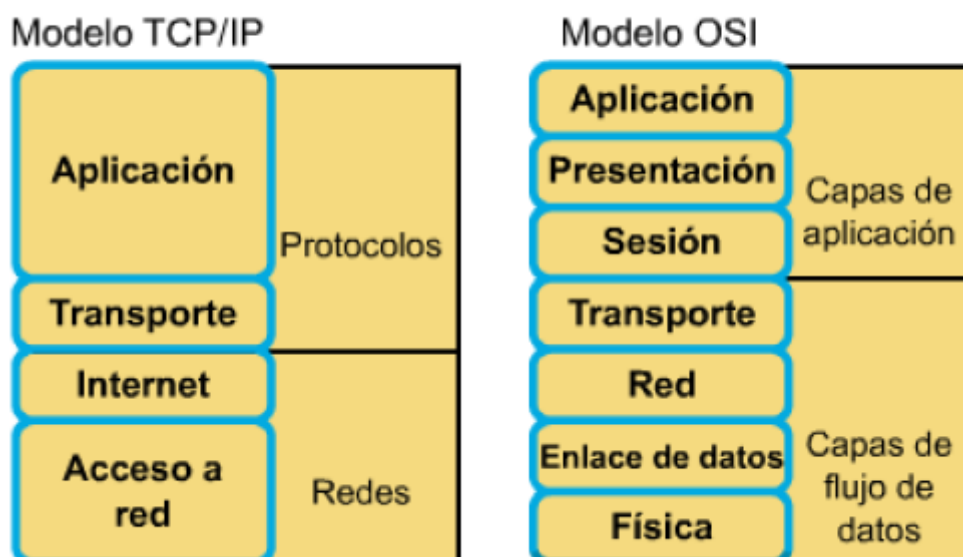 Modelo TCP/IP
Aplicación
Transporte
Internet
Acceso a
red
Protocolos
Redes
Modelo OSI
Aplicación
Presentación
Sesión
Transporte
Red
Enlace de datos
Física
Capas de
aplicación
Capas de
flujo de
datos